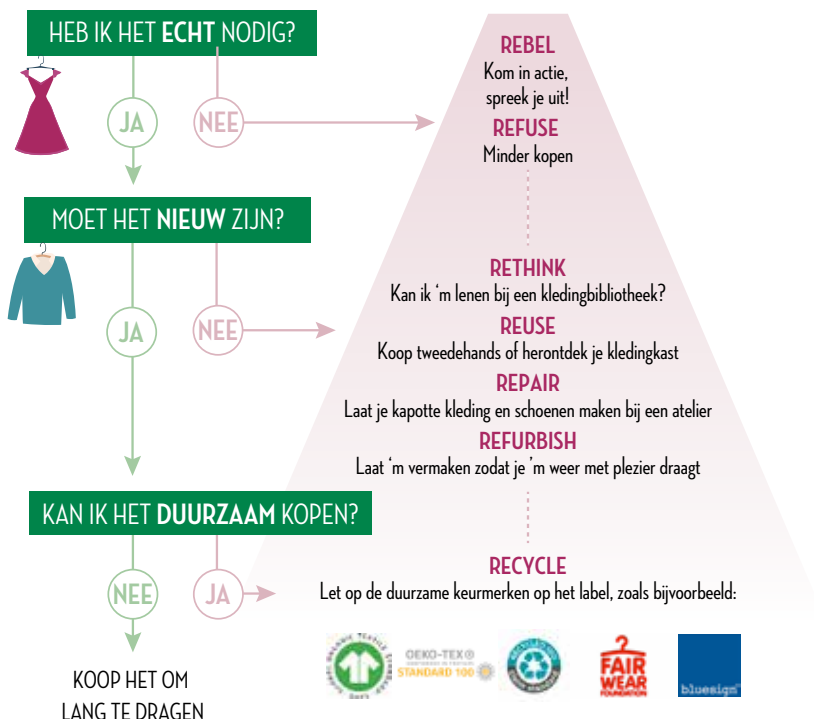 HEB IK HET ECHT NODIG?
JA
NEE
REBEL
Kom in actie,
spreek je uit!
REFUSE
Minder kopen
MOET HET NIEUW ZIJN?
JA
NEE
RETHINK
Kan ik ‘m lenen bij een kledingbibliotheek?
REUSE
Koop tweedehands of herontdek je kledingkast
REPAIR
Laat je kapotte kleding en schoenen maken bij een atelier
REFURBISH
Laat ‘m vermaken zodat je ’m weer met plezier draagt
KAN IK HET DUURZAAM KOPEN?
NEE
JA
RECYCLE
Let op de duurzame keurmerken op het label, zoals bijvoorbeeld:
KOOP HET OM
LANG TE DRAGEN
OEKO-TEX®
STANDARD 100
FAIR
WEAR
FOUNDATION
bluesign